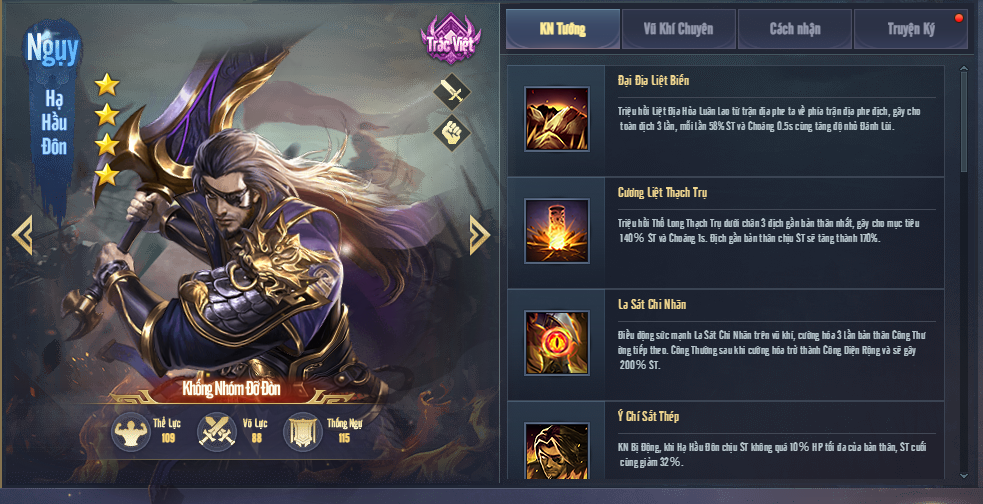 Ngụy
Hạ
Hầu
Đôn
Trác Việt
Khống Nhóm Đỡ Đòn
Thể Lực
109
Võ Lực
88
Thống Ngự
115
KN Tướng
Vũ Khí Chuyên
Cách nhận
Truyện Ký
Đại Địa Liệt Biến
Triệu hồi Liệt Địa Hỏa Luân lao từ trận địa phe ta về phía trận địa phe địch, gây cho
toàn địch 3 lần, mỗi lần 58% ST và Choáng 0.5s cùng tăng độ nhỏ Đánh Lùi.
Cương Liệt Thạch Trụ
Triệu hồi Thổ Long Thạch Trụ dưới chân 3 địch gần bản thân nhất, gây cho mục tiêu
140% ST và Choáng 1s. Địch gần bản thân chịu ST sẽ tăng thành 170%.
La Sát Chi Nhãn
Điều động sức mạnh La Sát Chi Nhãn trên vũ khí, cường hóa 3 lần bản thân Công Thư
ờng tiếp theo. Công Thường sau khi cường hóa trở thành Công Diện Rộng và sẽ gây
200% ST.
Ý Chí Sắt Thép
KN Bị Động, khi Hạ Hầu Đôn chịu ST không quá 10% HP tối đa của bản thân, ST cuối
cùng giảm 32%.